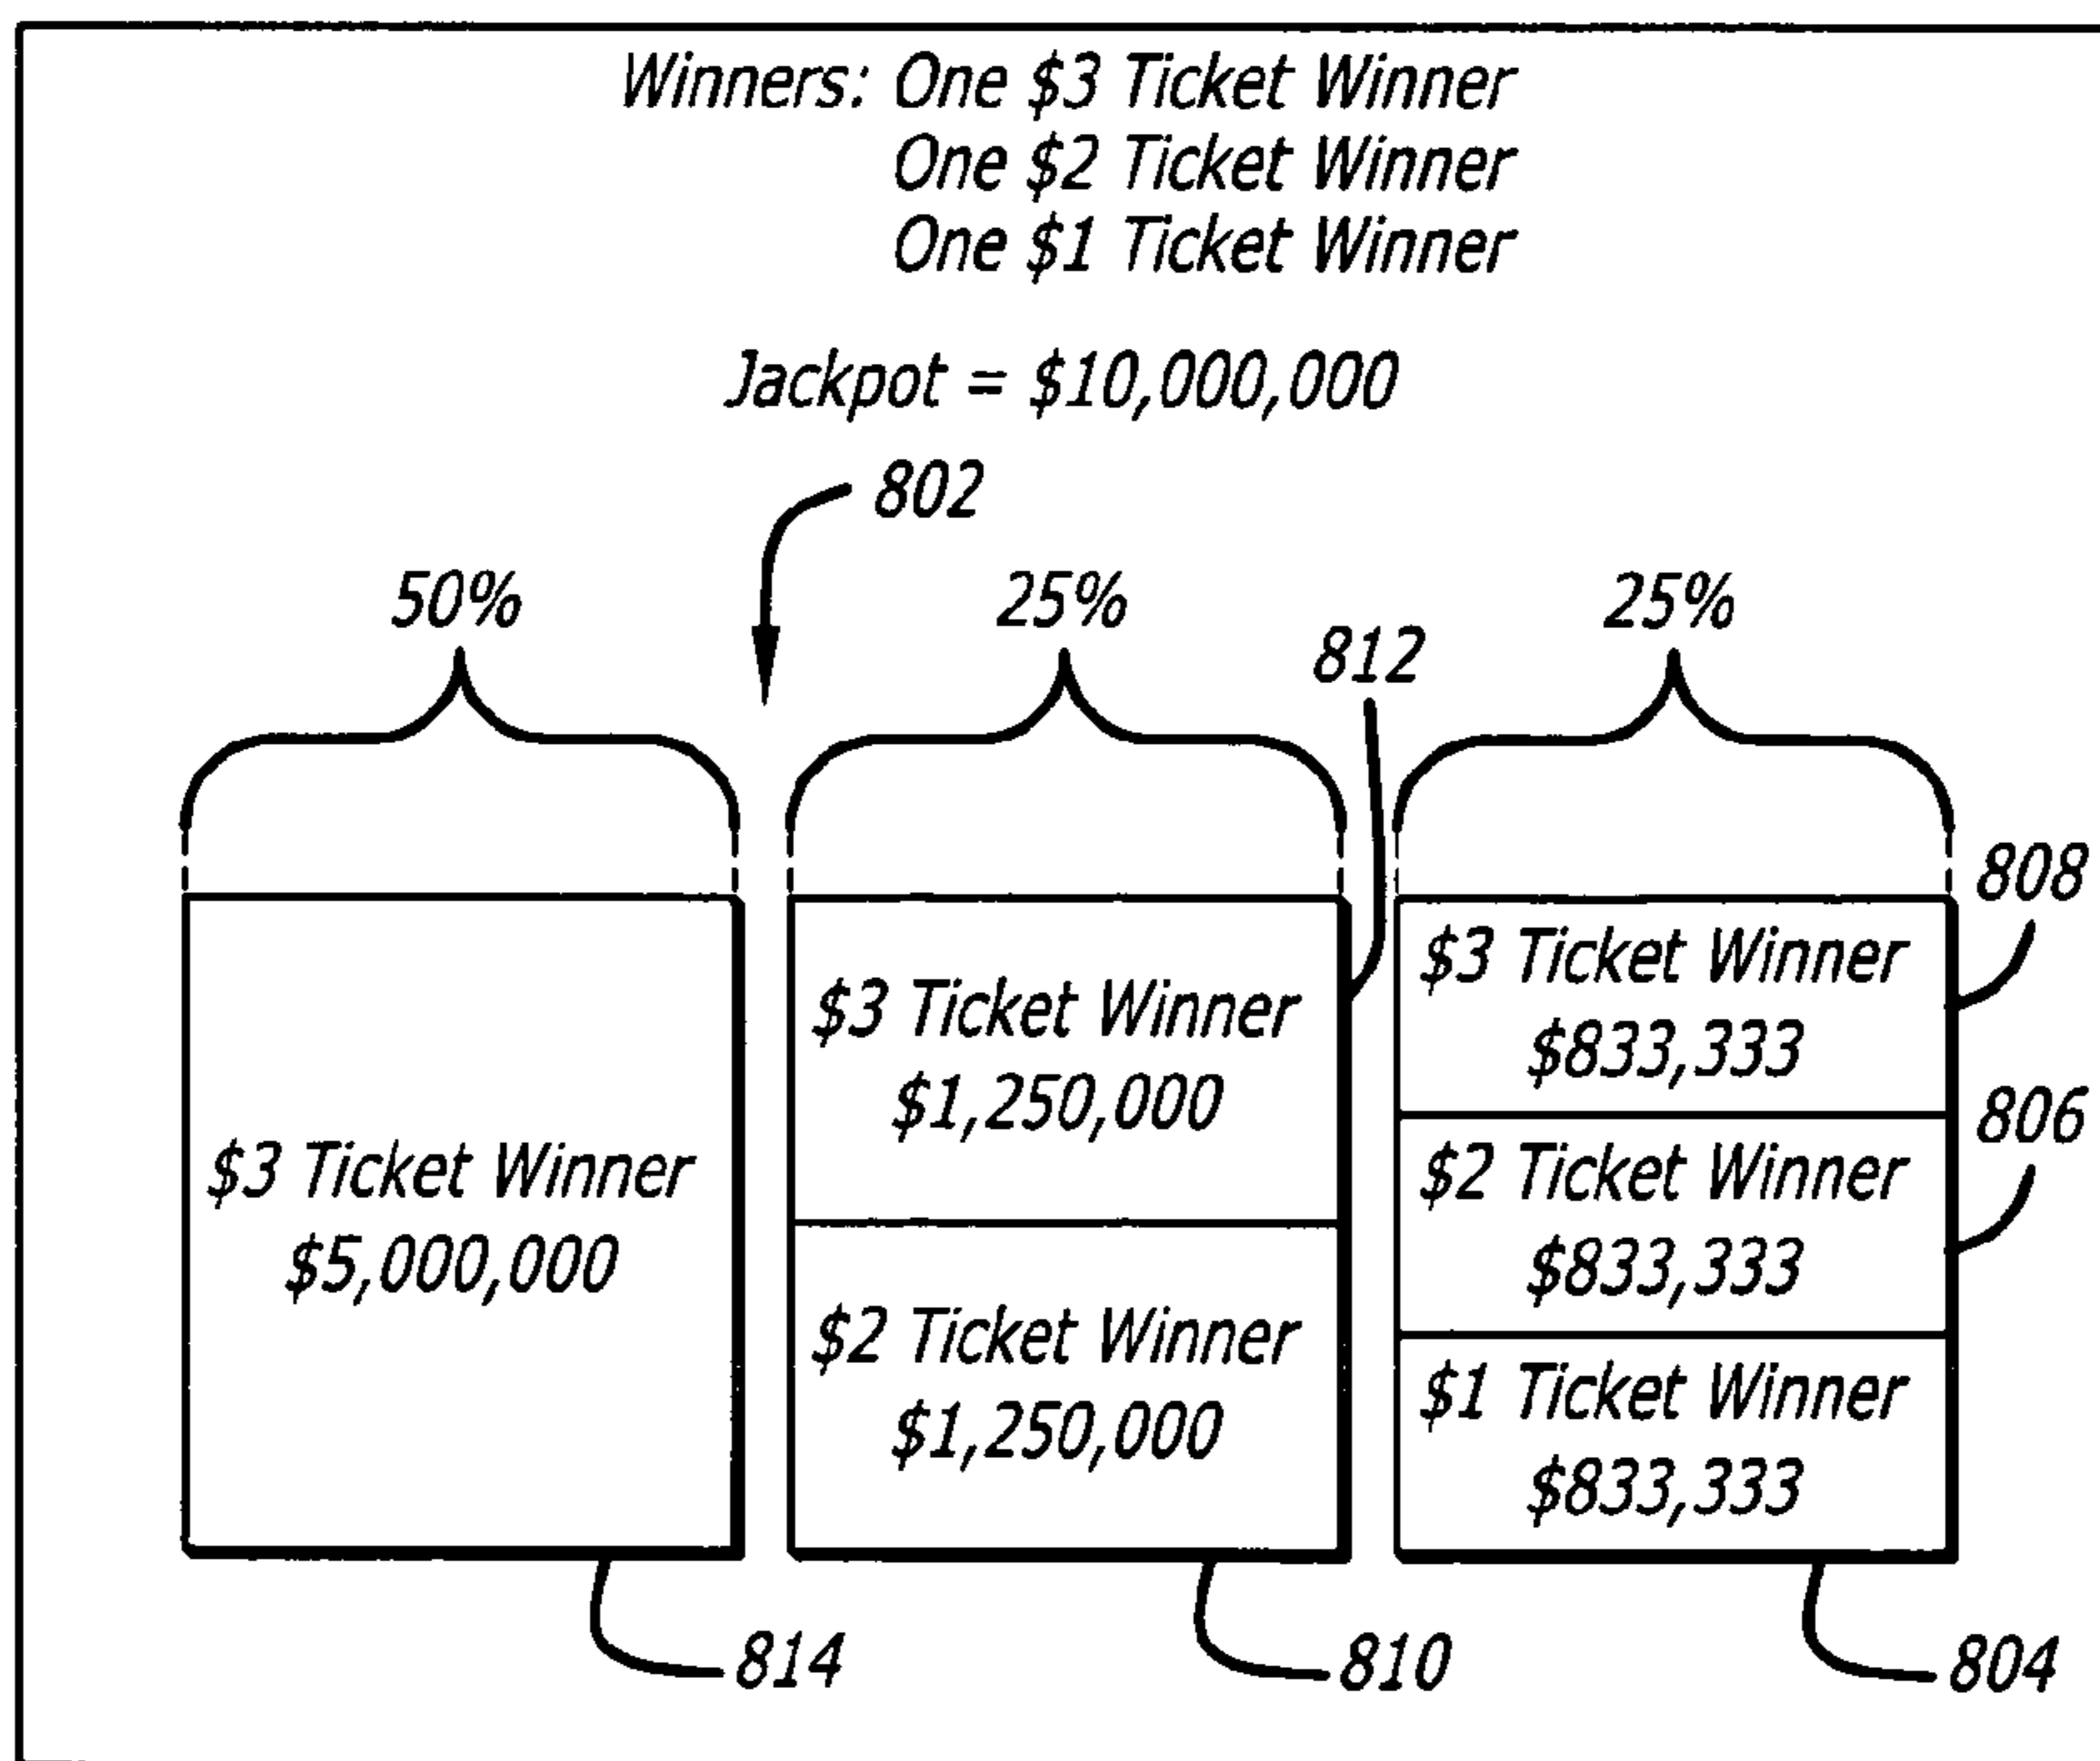 Winners: One $3 Ticket Winner
One $2 Ticket Winner
One $1 Ticket Winner
Jackpot = $10,000,000
802
50%
25%
25%
812
808
$3 Ticket Winner
$5,000,000
$3 Ticket Winner
$1,250,000
$2 Ticket Winner
$1,250,000
$3 Ticket Winner
$833,333
806
$2 Ticket Winner
$833,333
$1 Ticket Winner
$833,333
814
810
804